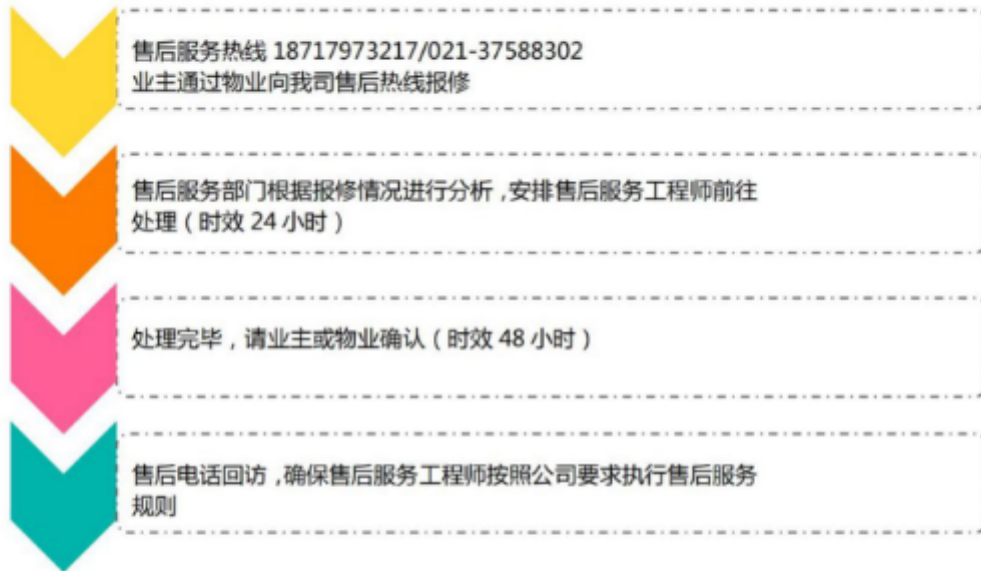 售后服务热线 18717973217/021-37588302
业主通过物业向我司售后热线报修
售后服务部门根据报修情况进行分析,安排售后服务工程师前往
处理(时效 24 小时)
处理完毕,请业主或物业确认(时效 48 小时)
售后电话回访,确保售后服务工程师按照公司要求执行售后服务
规则